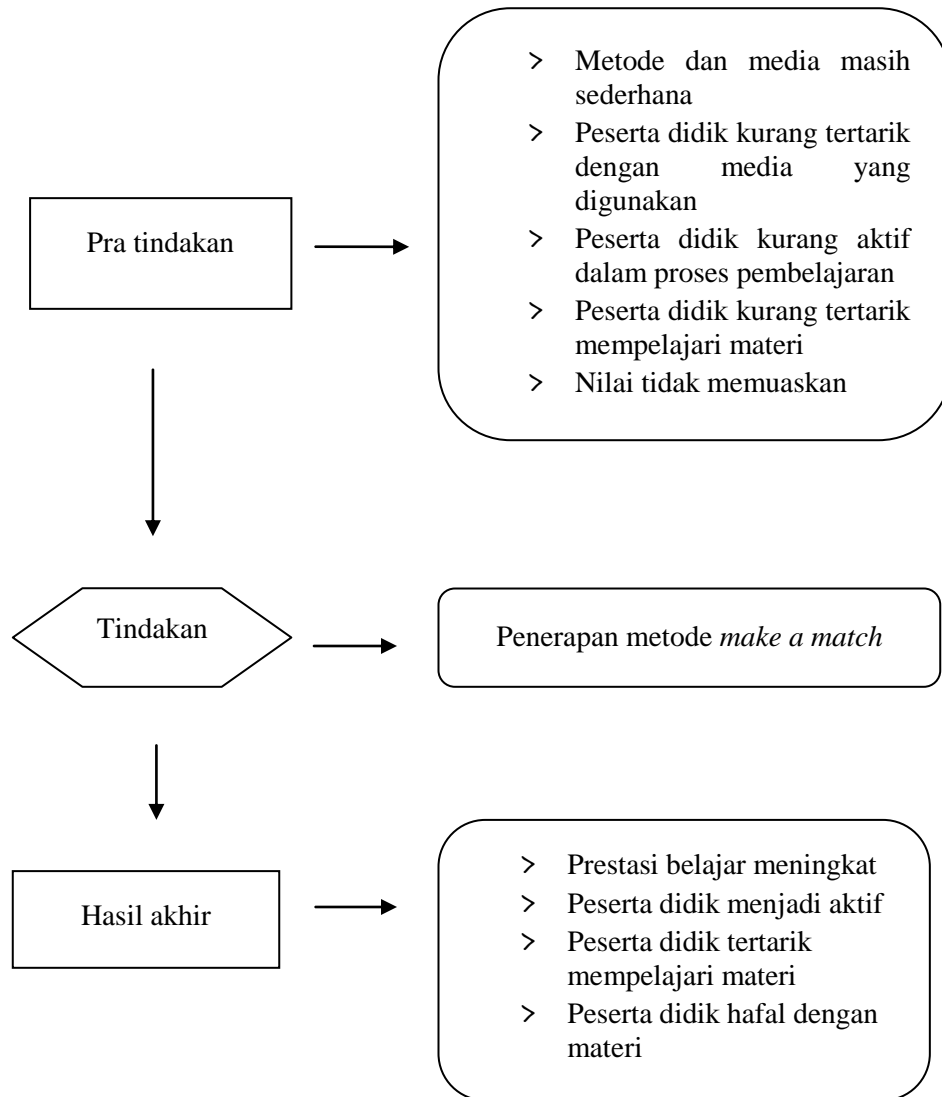 > Metode dan media masih
sederhana
> Peserta didik kurang tertarik
dengan media yang
digunakan
Pra tindakan
> Peserta didik kurang aktif
dalam proses pembelajaran
> Peserta didik kurang tertarik
mempelajari materi
> Nilai tidak memuaskan
Tindakan
Penerapan metode make a match
> Prestasi belajar meningkat
> Peserta didik menjadi aktif
Hasil akhir
> Peserta didik tertarik
mempelajari materi
> Peserta didik hafal dengan
materi